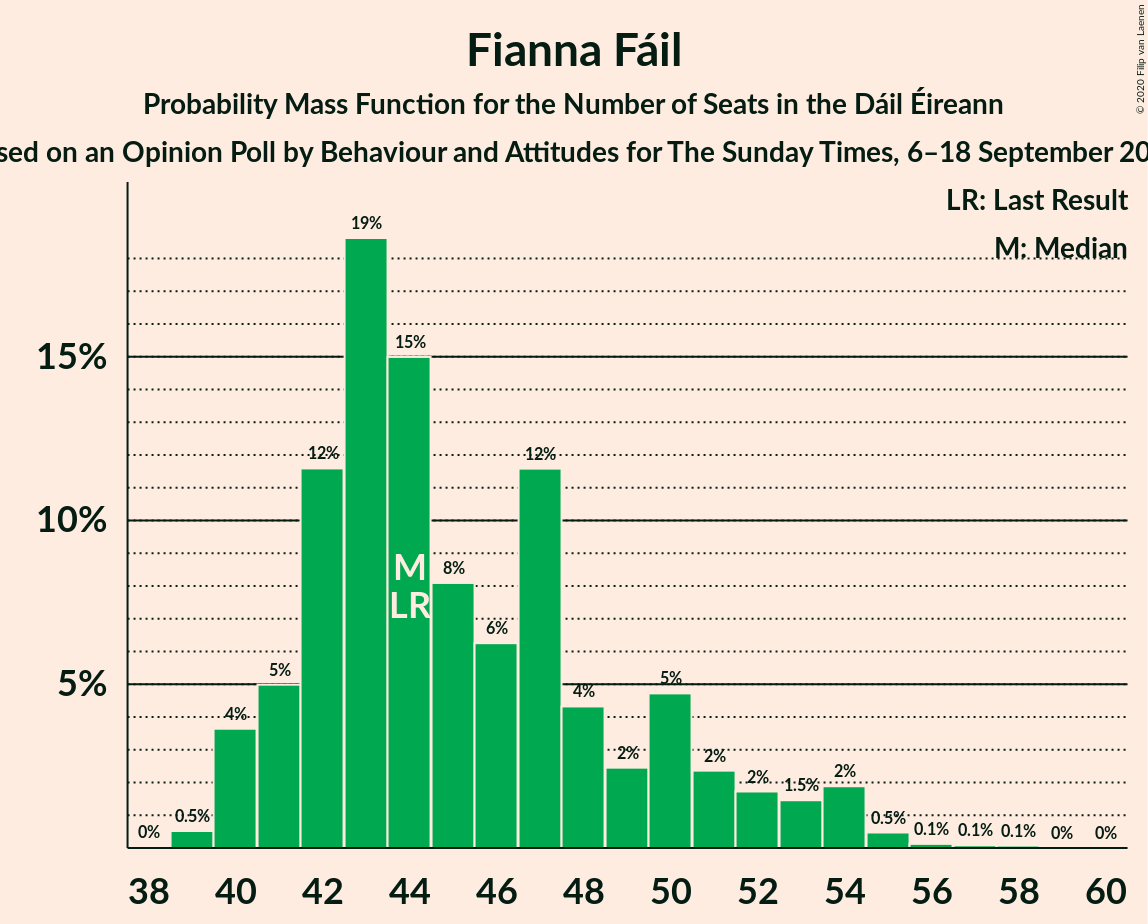 Fianna Fáil
Probability Mass Function for the Number of Seats in the Dáil Éireann
sed on an Opinion Poll by Behaviour and Attitudes for The Sunday Times, 6–18 September 20
© 2020 Filip van Laenen
LR: Last Result
M: Median
19%
15%
15%
12%
12%
10%
M
LR
8%
6%
5%
5%
5%
4%
4%
2%
2%
2%
1.5%
2%
0%
0.5%
0.5%
0.1%
0.1%
0.1%
0%
0%
38 40 42 44 46 48 50 52 54 56 58 60